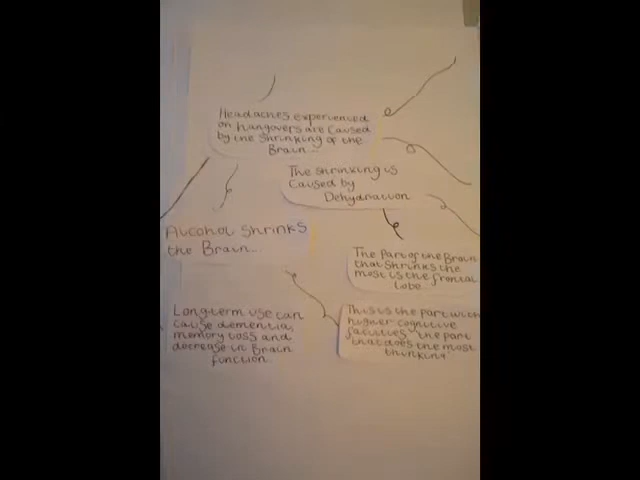 Headaches experienced
on hangovers are caused
by the shrinking of the
Brain...
The shrinking is
caused by
Dehydration
Alcohol shrinks
the Brain...
The part of the Brain
that shrinks the
most is the frontal
lobe
Long term use can
cause dementia,
memory loss and
decrease in Brain
function.
This is the part with
higher cognitive
faculties the part
that does the most
thinking!